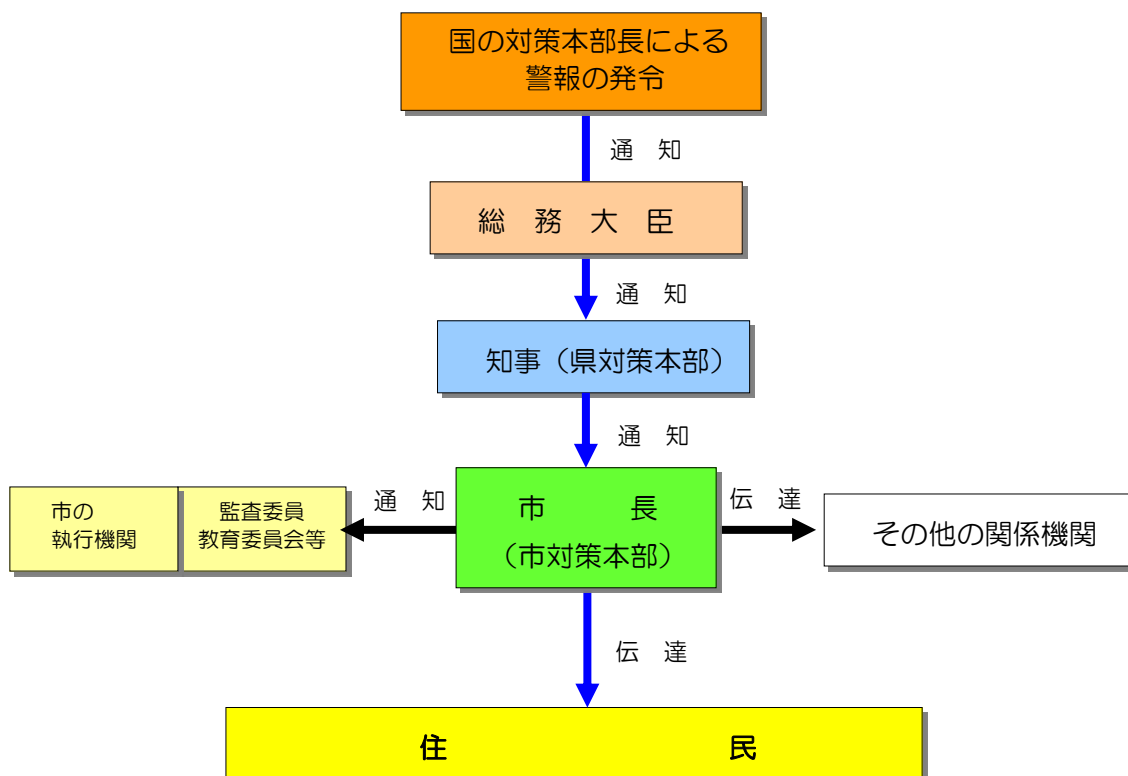 国の対策本部長による
警報の発令
通　知
総　務　大　臣
通　知
知事（県対策本部）
通　知
市の
執行機関
監査委員
教育委員会等
通　知
市　　　長
（市対策本部）
伝　達
その他の関係機関
伝　達
住　　　　　　　　民